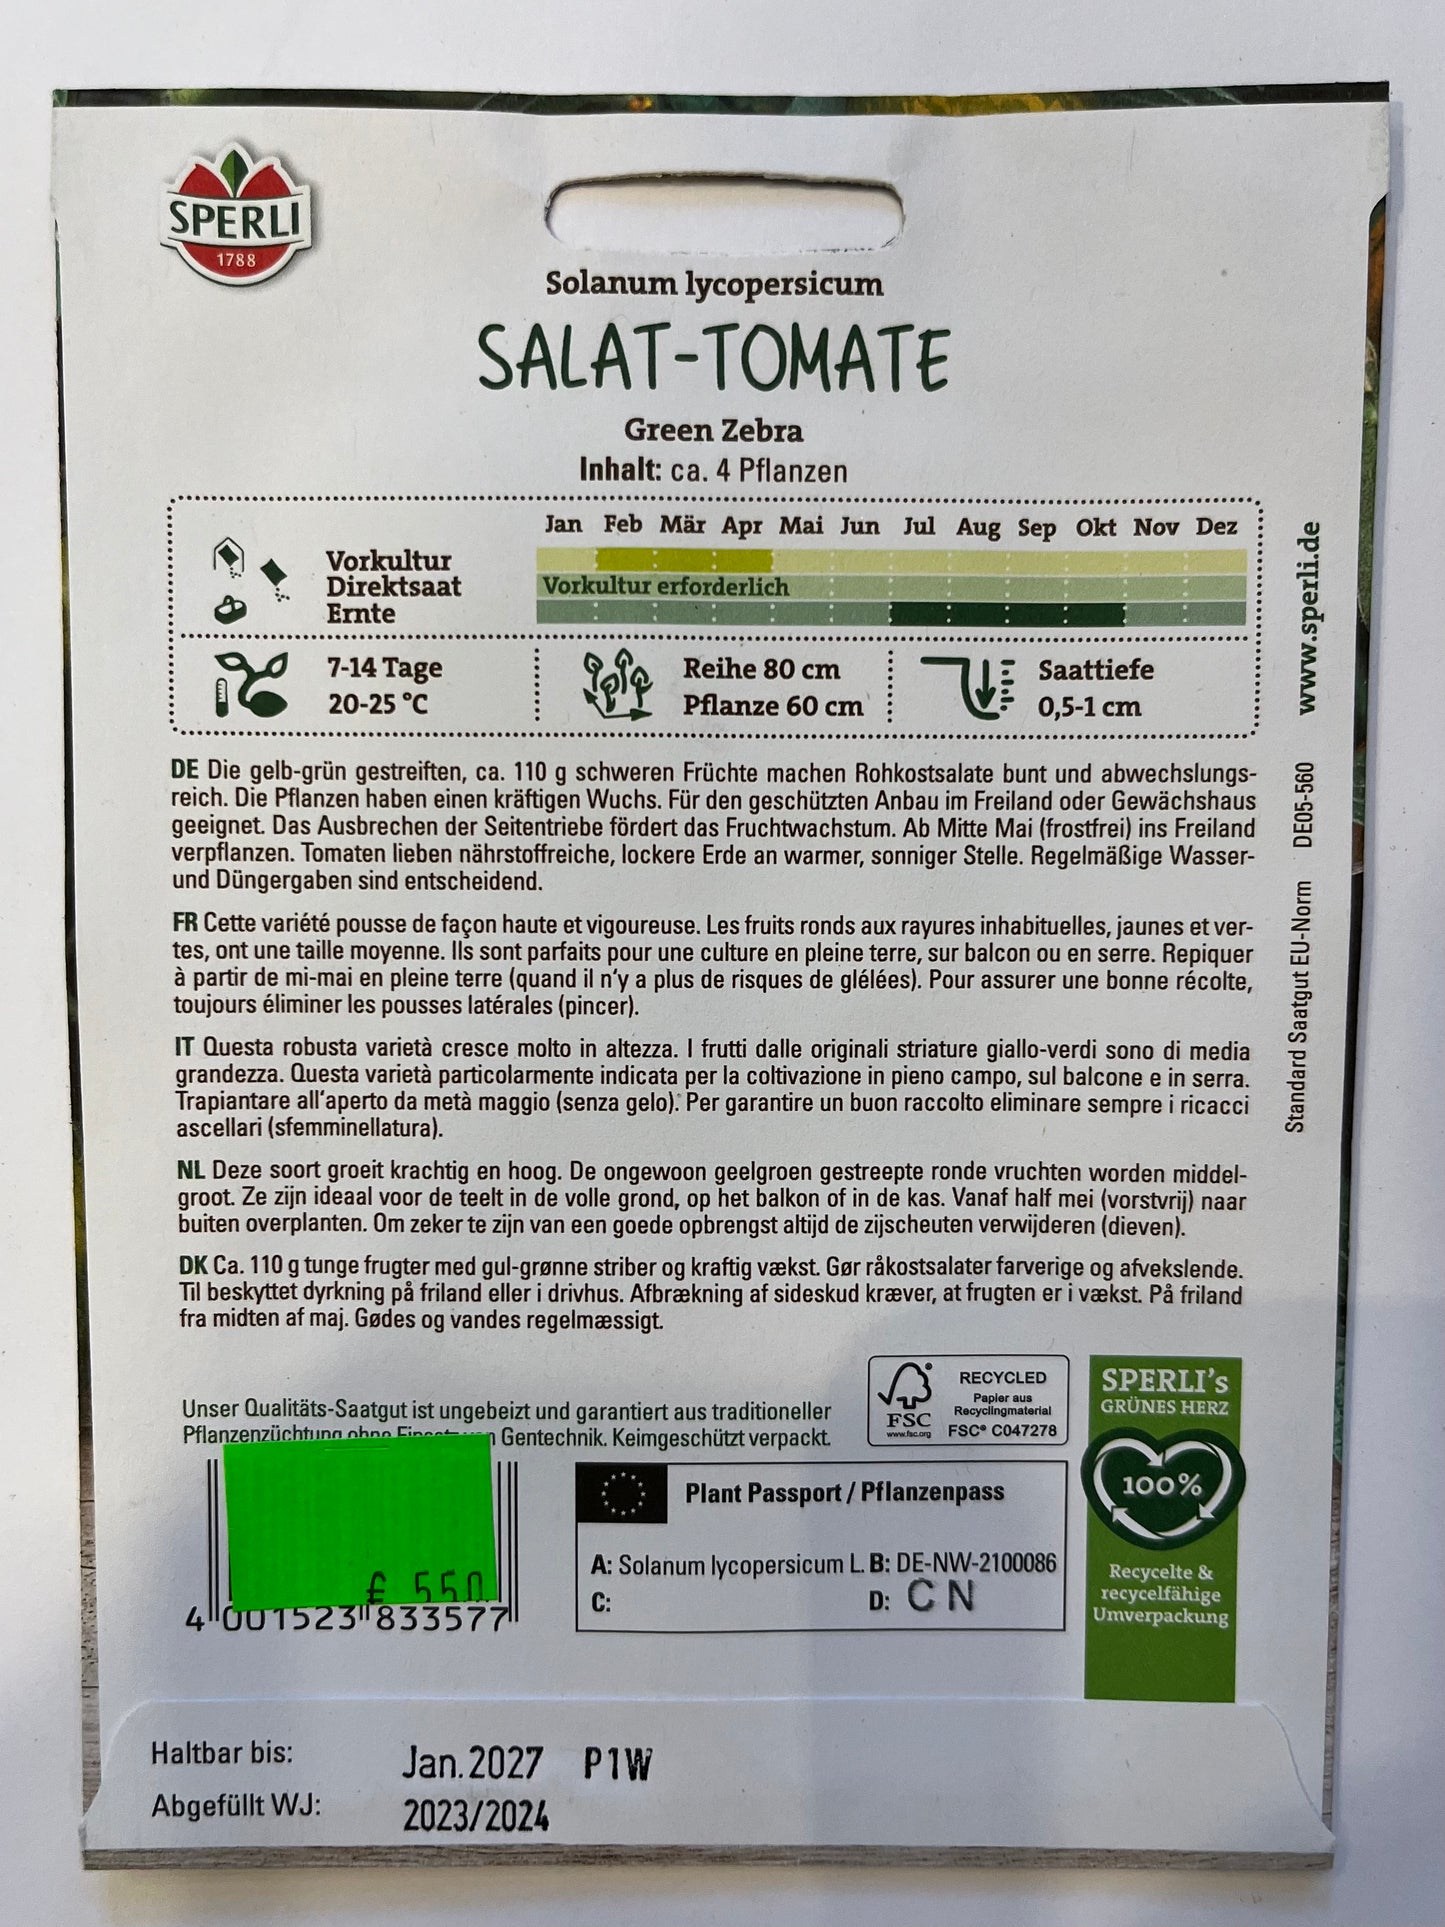 SPERLI
1788
Solanum lycopersicum
SALAT-TOMATE
Green Zebra
Inhalt: ca. 4 Pflanzen
Jan Feb Mär Apr Mai Jun Jul Aug Sep Okt Nov Dez
Vorkultur
Direktsaat Vorkultur erforderlich
Ernte
7-14 Tage
20-25 °C
Reihe 80 cm
Pflanze 60 cm
Saattiefe
0,5-1 cm
DE Die gelb-grün gestreiften, ca. 110 g schweren Früchte machen Rohkostsalate bunt und abwechslungs-
reich. Die Pflanzen haben einen kräftigen Wuchs. Für den geschützten Anbau im Freiland oder Gewächshaus
geeignet. Das Ausbrechen der Seitentriebe fördert das Fruchtwachstum. Ab Mitte Mai (frostfrei) ins Freiland
verpflanzen. Tomaten lieben nährstoffreiche, lockere Erde an warmer, sonniger Stelle. Regelmäßige Wasser-
und Düngergaben sind entscheidend.
FR Cette variété pousse de façon haute et vigoureuse. Les fruits ronds aux rayures inhabituelles, jaunes et ver-
tes, ont une taille moyenne. Ils sont parfaits pour une culture en pleine terre, sur balcon ou en serre. Repiquer
à partir de mi-mai en pleine terre (quand il n'y a plus de risques de glélées). Pour assurer une bonne récolte,
toujours éliminer les pousses latérales (pincer).
IT Questa robusta varietà cresce molto in altezza. I frutti dalle originali striature giallo-verdi sono di media
grandezza. Questa varietà particolarmente indicata per la coltivazione in pieno campo, sul balcone e in serra.
Trapiantare all'aperto da metà maggio (senza gelo). Per garantire un buon raccolto eliminare sempre i ricacci
ascellari (sfemminellatura).
NL Deze soort groeit krachtig en hoog. De ongewoon geelgroen gestreepte ronde vruchten worden middel-
groot. Ze zijn ideaal voor de teelt in de volle grond, op het balkon of in de kas. Vanaf half mei (vorstvrij) naar
buiten overplanten. Om zeker te zijn van een goede opbrengst altijd de zijscheuten verwijderen (dieven).
DK Ca. 110 g tunge frugter med gul-grønne striber og kraftig vækst. Gør råkostsalater farverige og afvekslende.
Til beskyttet dyrkning på friland eller i drivhus. Afbrækning af sideskud kræver, at frugten er i vækst. På friland
fra midten af maj. Gødes og vandes regelmæssigt.
www.sperli.de
Standard Saatgut EU-Norm DE05-560
Unser Qualitäts-Saatgut ist ungebeizt und garantiert aus traditioneller
Pflanzenzüchtung ohne Gentechnik. Keimgeschützt verpackt.
FSC
www.fsc.org
RECYCLED
Papier aus
Recyclingmaterial
FSC® C047278
SPERLI's
GRÜNES HERZ
100%
Recycelte &
recycelfähige
Umverpackung
£ 5.50
4 001523 833577
Plant Passport / Pflanzenpass
A: Solanum lycopersicum L. B: DE-NW-2100086
C: D: CN
Haltbar bis: Jan.2027 P1W
Abgefüllt WJ: 2023/2024